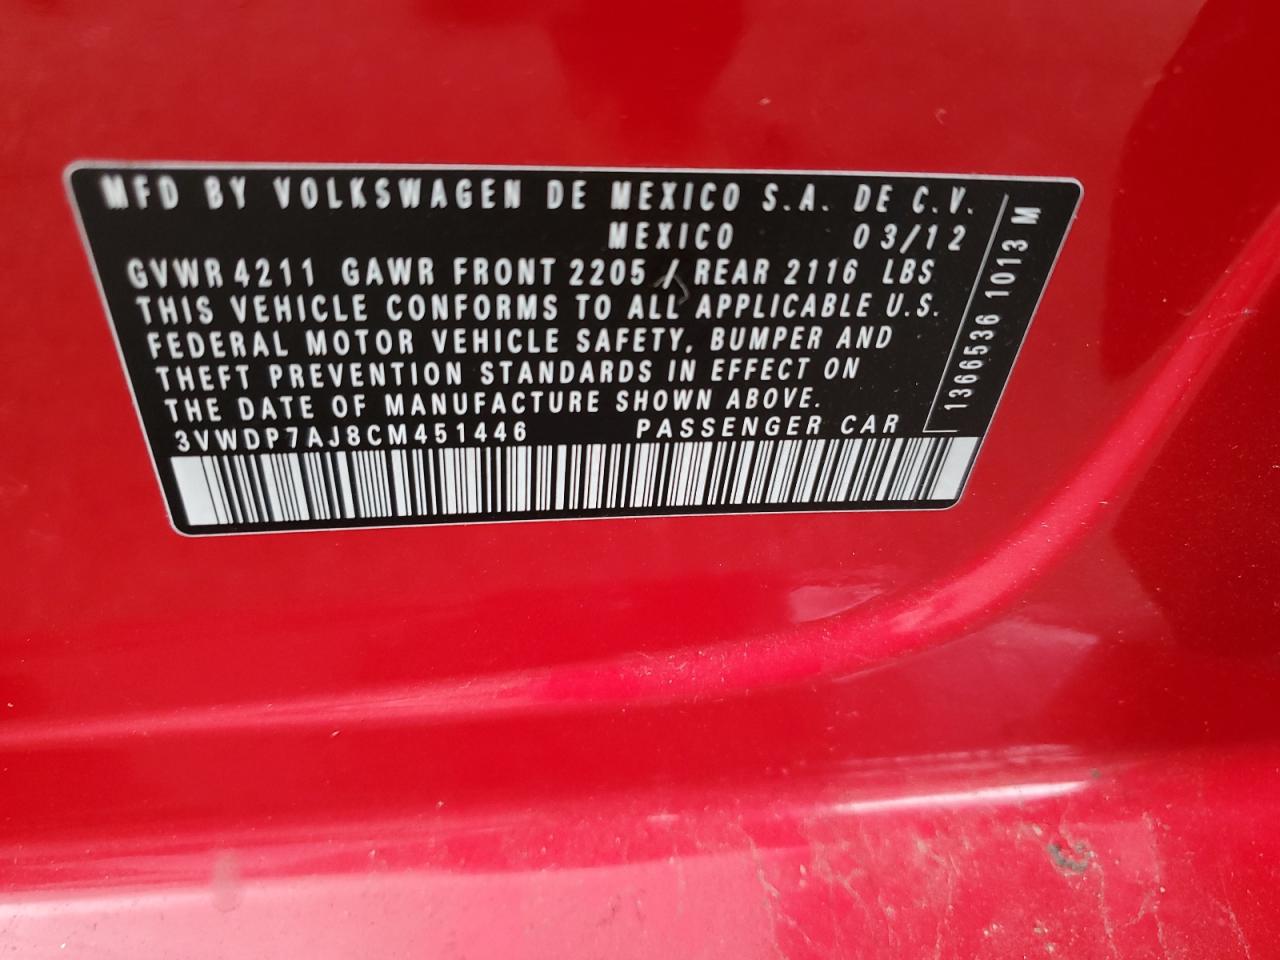 MFD BY VOLKSWAGEN DE MEXICO S.A. DE C.V.
MEXICO 03/12
GVWR 4211 GAWR FRONT 2205 / REAR 2116 LBS
THIS VEHICLE CONFORMS TO ALL APPLICABLE U.S.
FEDERAL MOTOR VEHICLE SAFETY, BUMPER AND
THEFT PREVENTION STANDARDS IN EFFECT ON
THE DATE OF MANUFACTURE SHOWN ABOVE.
3VWDP7AJ8CM451446 PASSENGER CAR
1366536 1013 M